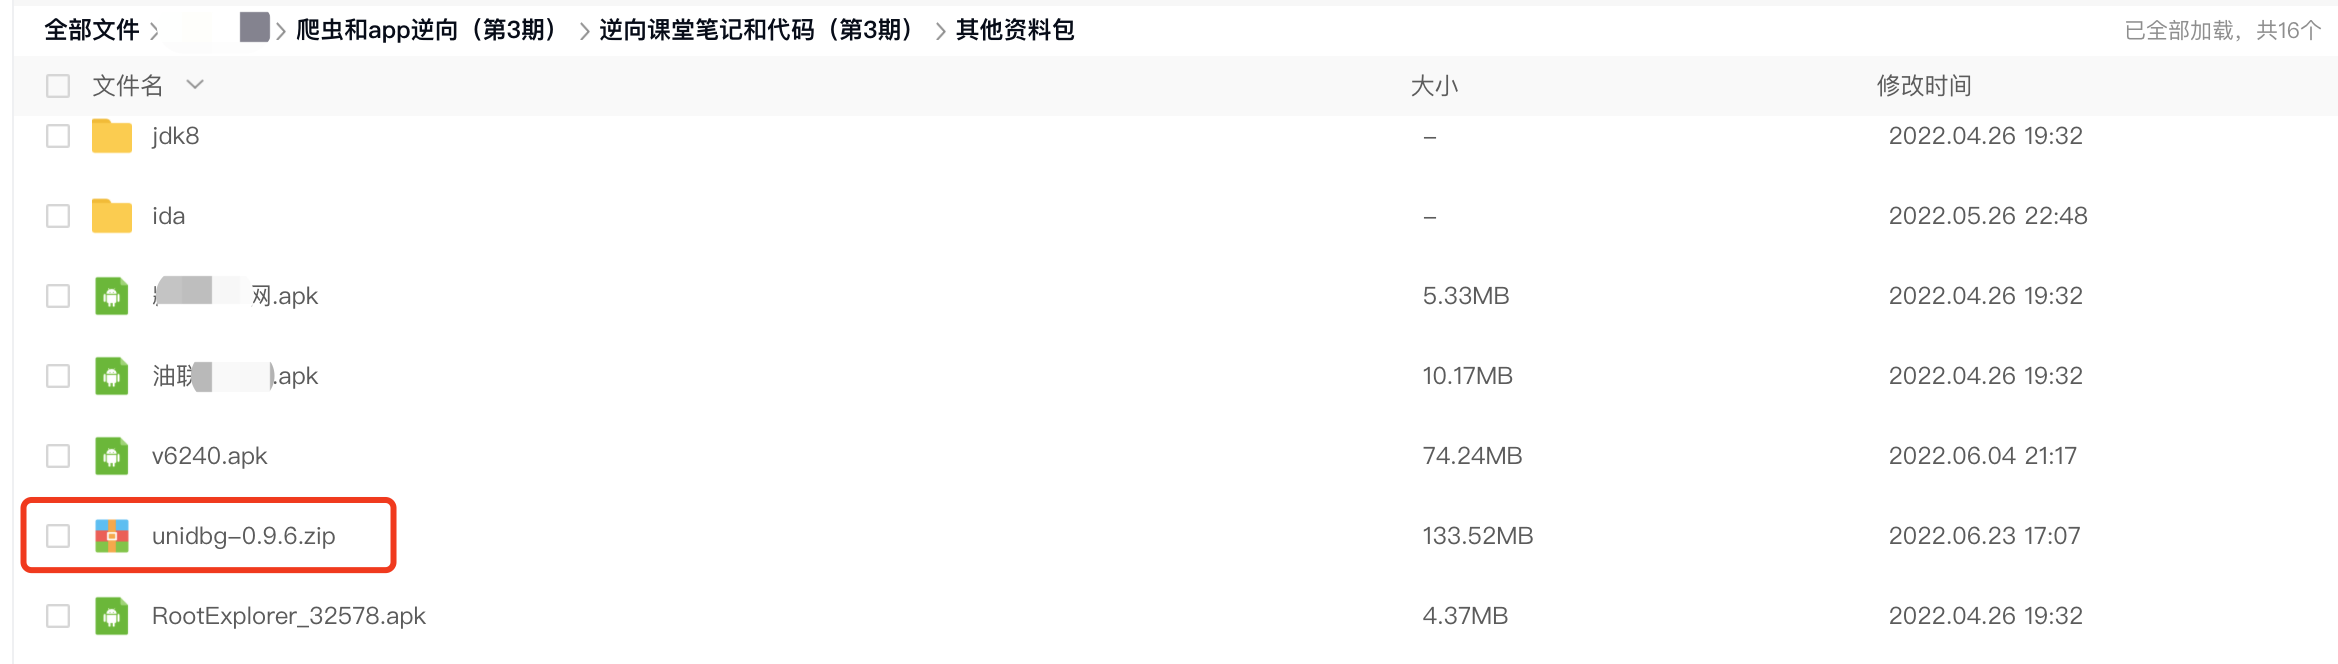 全部文件 > > 爬虫和app逆向（第3期） > 逆向课堂笔记和代码（第3期） > 其他资料包 已全部加载，共16个
文件名 大小 修改时间
jdk8 – 2022.04.26 19:32
ida – 2022.05.26 22:48
网.apk 5.33MB 2022.04.26 19:32
油联 .apk 10.17MB 2022.04.26 19:32
v6240.apk 74.24MB 2022.06.04 21:17
unidbg-0.9.6.zip 133.52MB 2022.06.23 17:07
RootExplorer_32578.apk 4.37MB 2022.04.26 19:32